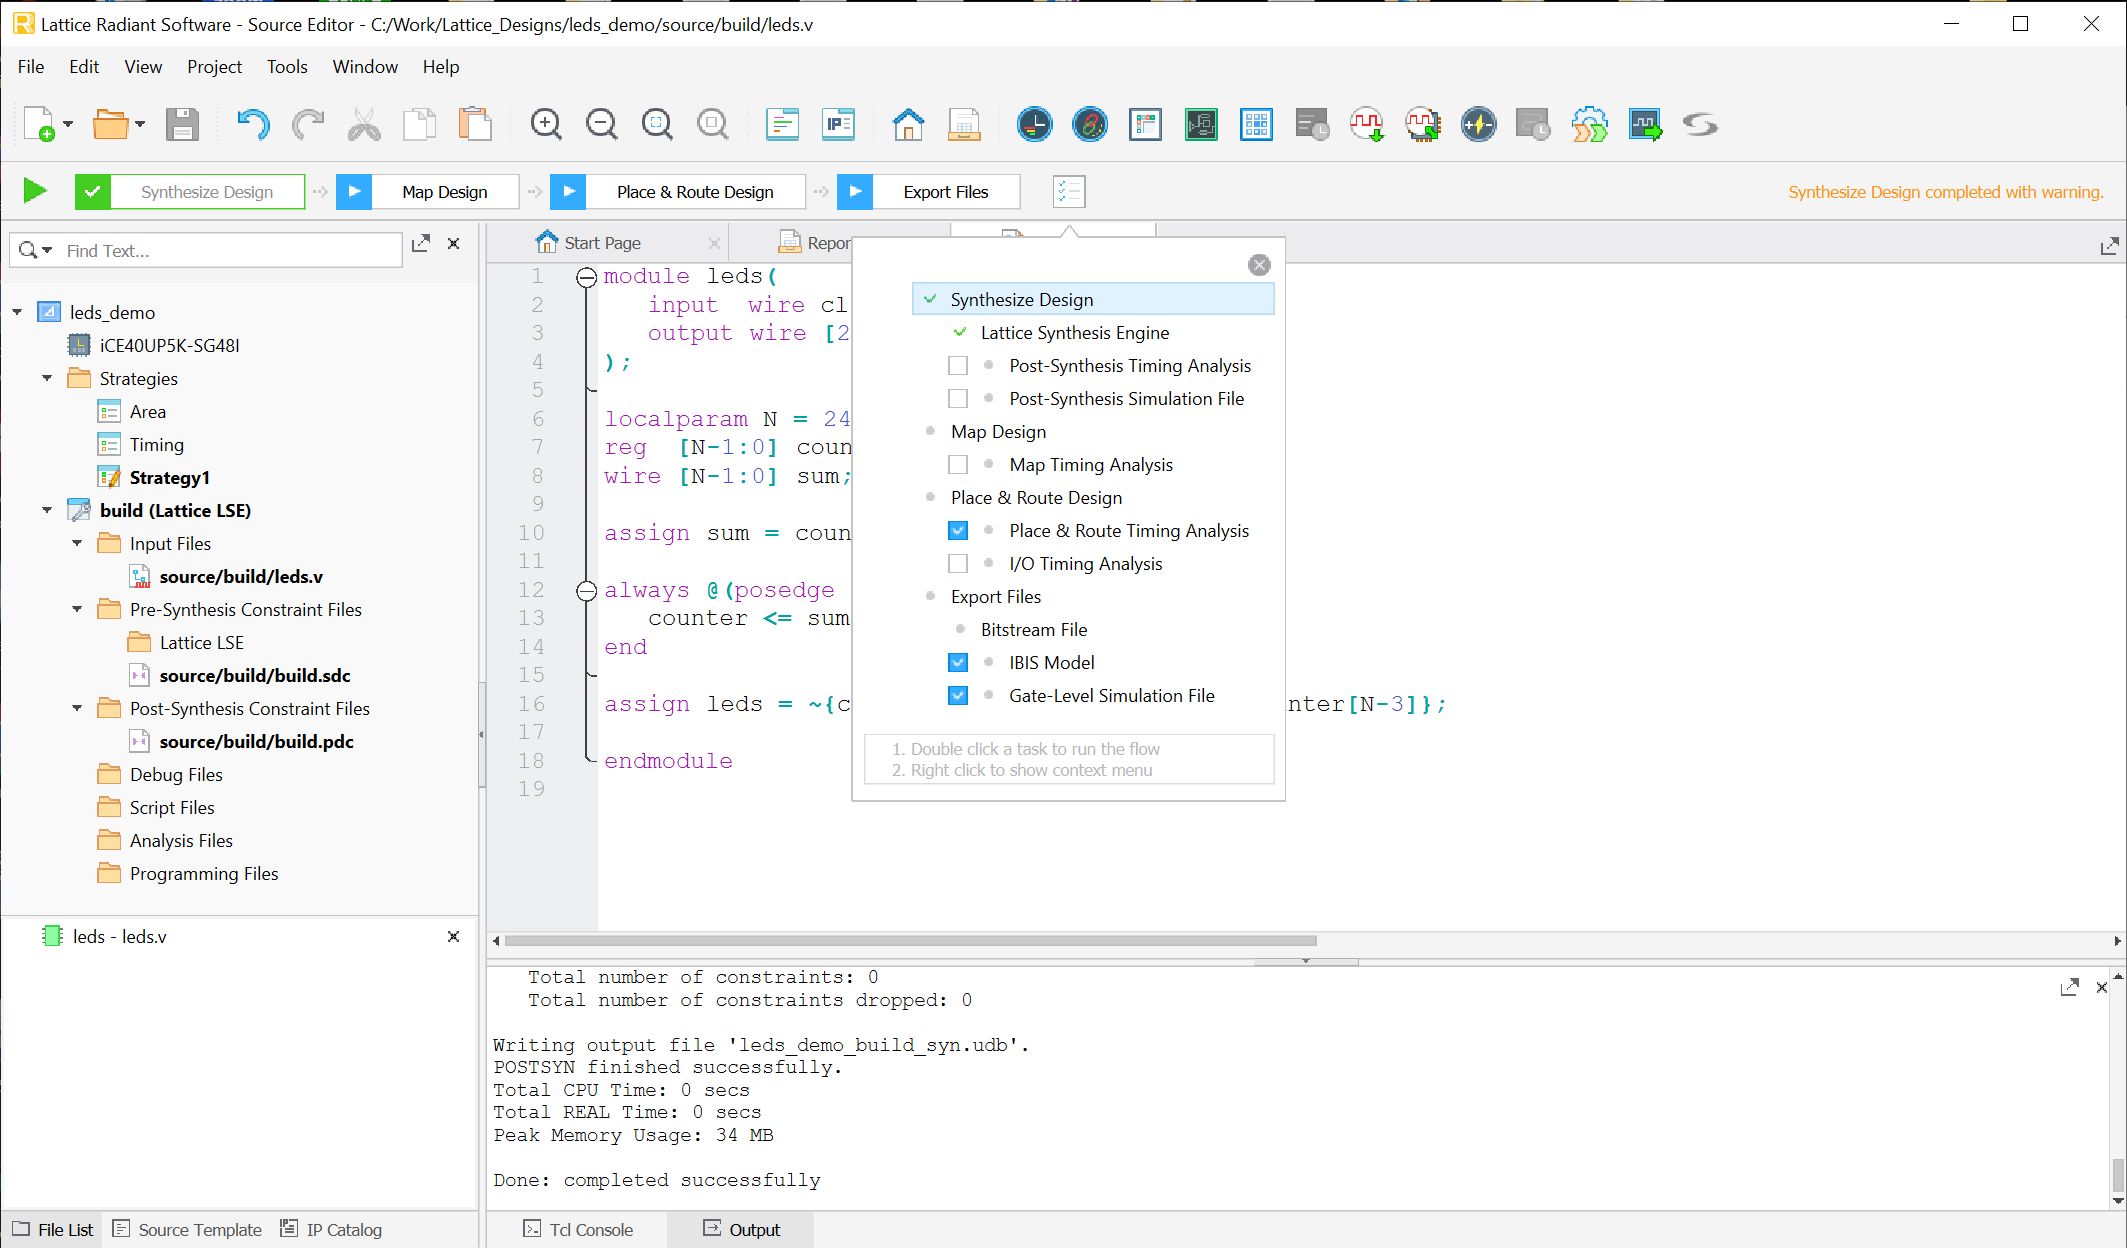 Lattice Radiant Software - Source Editor - C:/Work/Lattice_Designs/leds_demo/source/build/leds.v
File Edit View Project Tools Window Help
IP
Synthesize Design Map Design Place & Route Design Export Files Synthesize Design completed with warning.
Find Text...
leds_demo
iCE40UP5K-SG48I
Strategies
Area
Timing
Strategy1
build (Lattice LSE)
Input Files
source/build/leds.v
Pre-Synthesis Constraint Files
Lattice LSE
source/build/build.sdc
Post-Synthesis Constraint Files
source/build/build.pdc
Debug Files
Script Files
Analysis Files
Programming Files
leds - leds.v
File List Source Template IP Catalog
Start Page Repor
1 module leds(
2 input wire cl
3 output wire [2
4 );
5
6 localparam N = 24
7 reg [N-1:0] coun
8 wire [N-1:0] sum;
9
10 assign sum = coun
11
12 always @(posedge
13 counter <= sum
14 end
15
16 assign leds = ~{c nter[N-3]};
17
18 endmodule
19
Synthesize Design
Lattice Synthesis Engine
Post-Synthesis Timing Analysis
Post-Synthesis Simulation File
Map Design
Map Timing Analysis
Place & Route Design
Place & Route Timing Analysis
I/O Timing Analysis
Export Files
Bitstream File
IBIS Model
Gate-Level Simulation File
1. Double click a task to run the flow
2. Right click to show context menu
Total number of constraints: 0
Total number of constraints dropped: 0
Writing output file 'leds_demo_build_syn.udb'.
POSTSYN finished successfully.
Total CPU Time: 0 secs
Total REAL Time: 0 secs
Peak Memory Usage: 34 MB
Done: completed successfully
Tcl Console Output